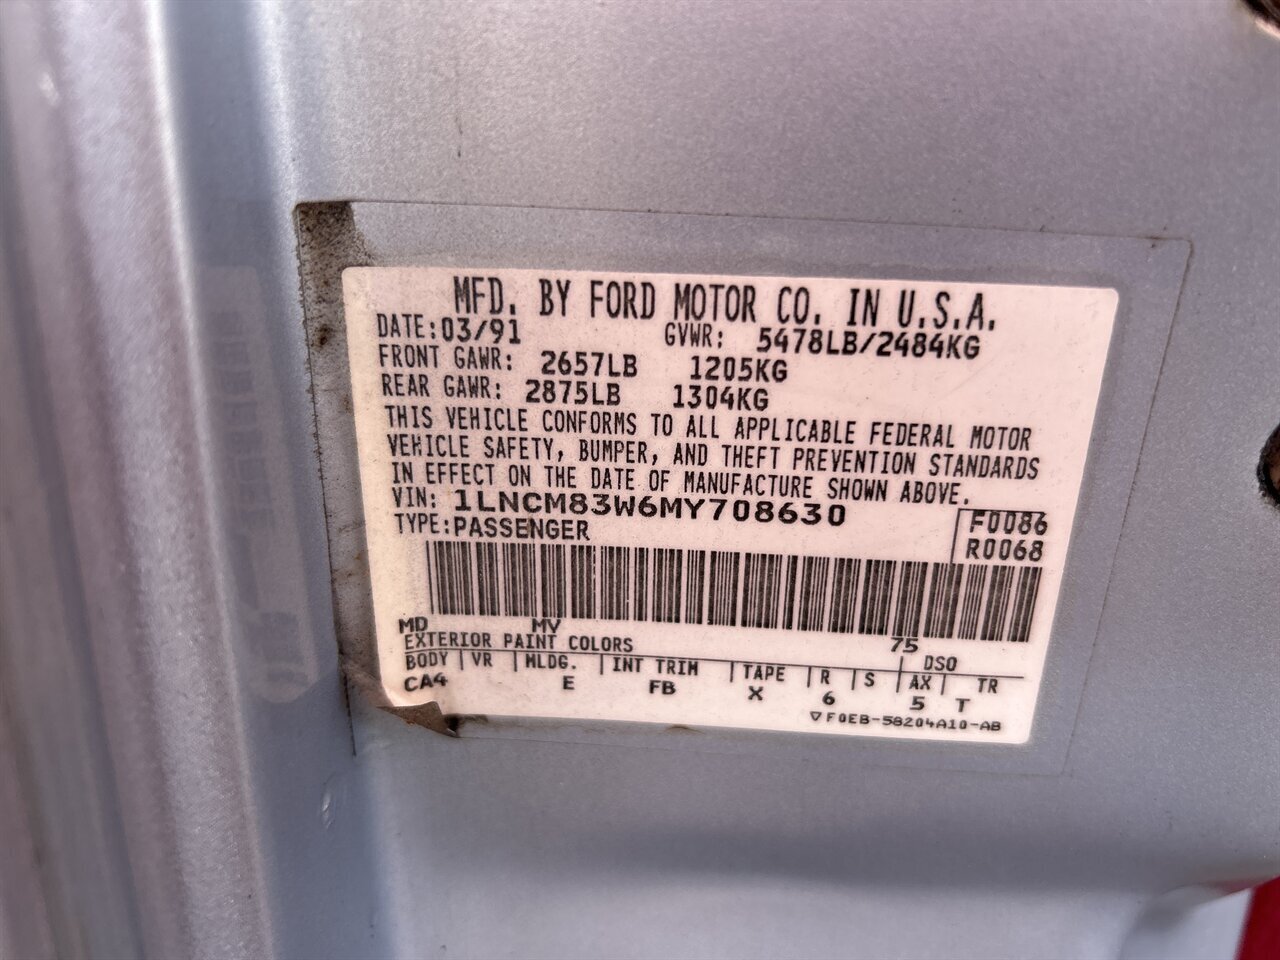 MFD. BY FORD MOTOR CO. IN U.S.A.
DATE:03/91 GVWR: 5478LB/2484KG
FRONT GAWR: 2657LB 1205KG
REAR GAWR: 2875LB 1304KG
THIS VEHICLE CONFORMS TO ALL APPLICABLE FEDERAL MOTOR
VEHICLE SAFETY, BUMPER, AND THEFT PREVENTION STANDARDS
IN EFFECT ON THE DATE OF MANUFACTURE SHOWN ABOVE.
VIN: 1LNCM83W6MY708630
TYPE:PASSENGER
F0086
R0068
MD MV 75
EXTERIOR PAINT COLORS DSO
BODY VR MLDG. INT TRIM TAPE R S AX TR
CA4 E FB X 6 5 T
F0EB-58204A10-AB